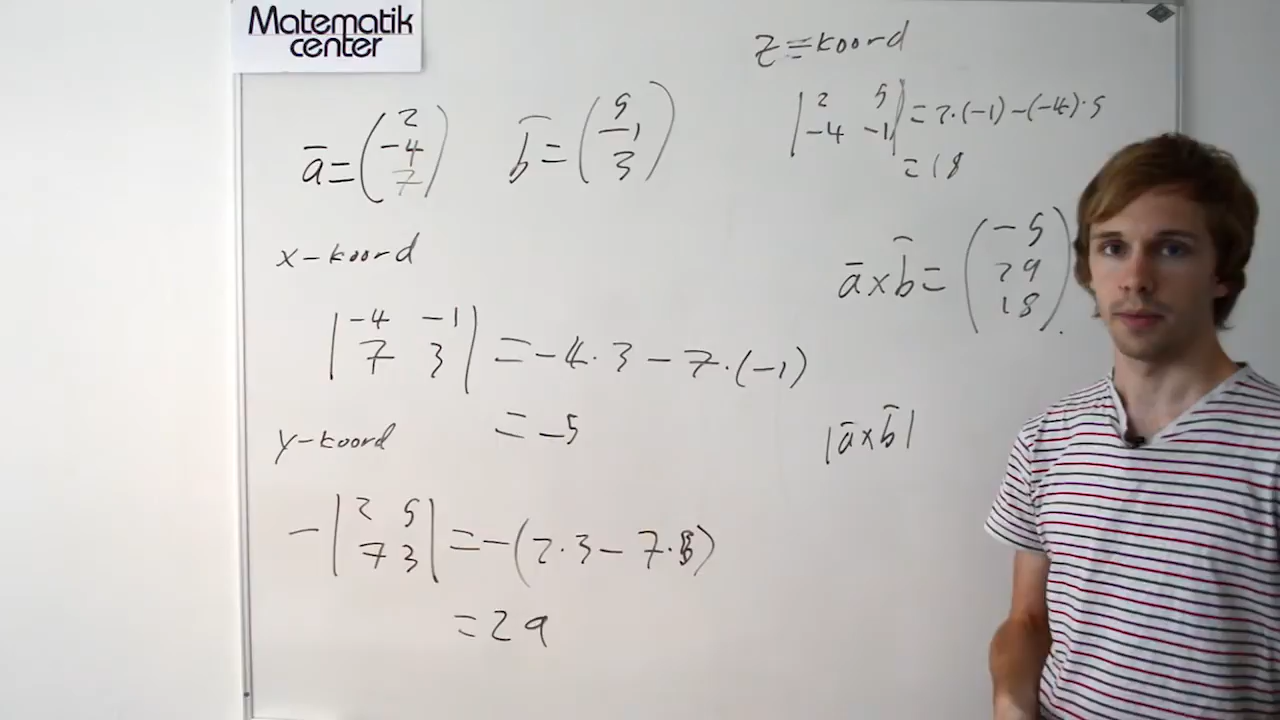 Matematik
center
a̅ = (2, -4, 7) b̅ = (5, -1, 3)
x-koord
|-4 -1|
|7 3| = -4·3 - 7·(-1)
= -5
y-koord
-|2 5|
|7 3| = -(2·3 - 7·5)
= 29
z=koord
|2 5|
|-4 -1| = 2·(-1) - (-4)·5
= 18
a̅ x b̅ = (-5, 29, 18)
|a̅ x b̅|